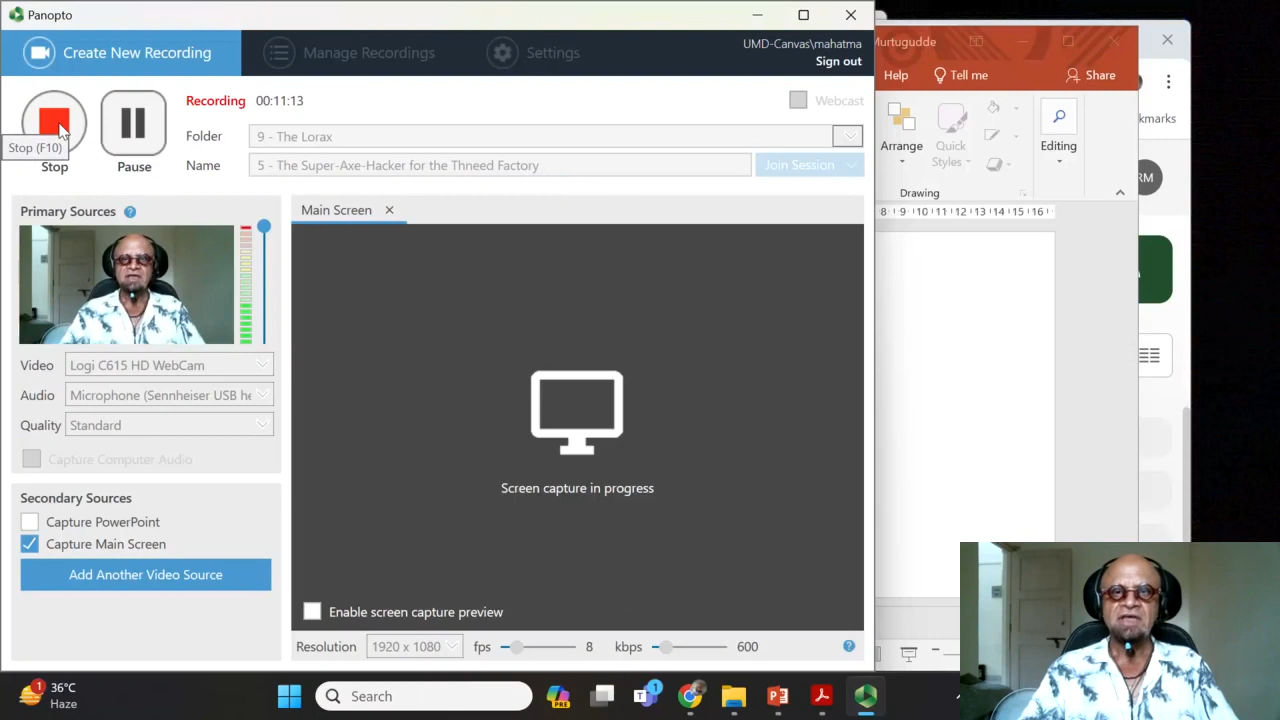 Panopto
Create New Recording
Manage Recordings
Settings
UMD-Canvas\mahatma
Sign out
Murtugudde
Help
Tell me
Share
Recording 00:11:13
Webcast
Stop (F10)
Stop
Pause
Folder 9 - The Lorax
Name 5 - The Super-Axe-Hacker for the Thneed Factory
Join Session
Arrange
Quick
Styles
Editing
Drawing
kmarks
RM
8 9 10 11 12 13 14 15 16
Primary Sources
Main Screen
Video Logi C615 HD WebCam
Audio Microphone (Sennheiser USB he
Quality Standard
Capture Computer Audio
Screen capture in progress
Secondary Sources
Capture PowerPoint
Capture Main Screen
Add Another Video Source
Enable screen capture preview
Resolution 1920 x 1080 fps 8 kbps 600
1
36°C
Haze
Search
PRE
T
1